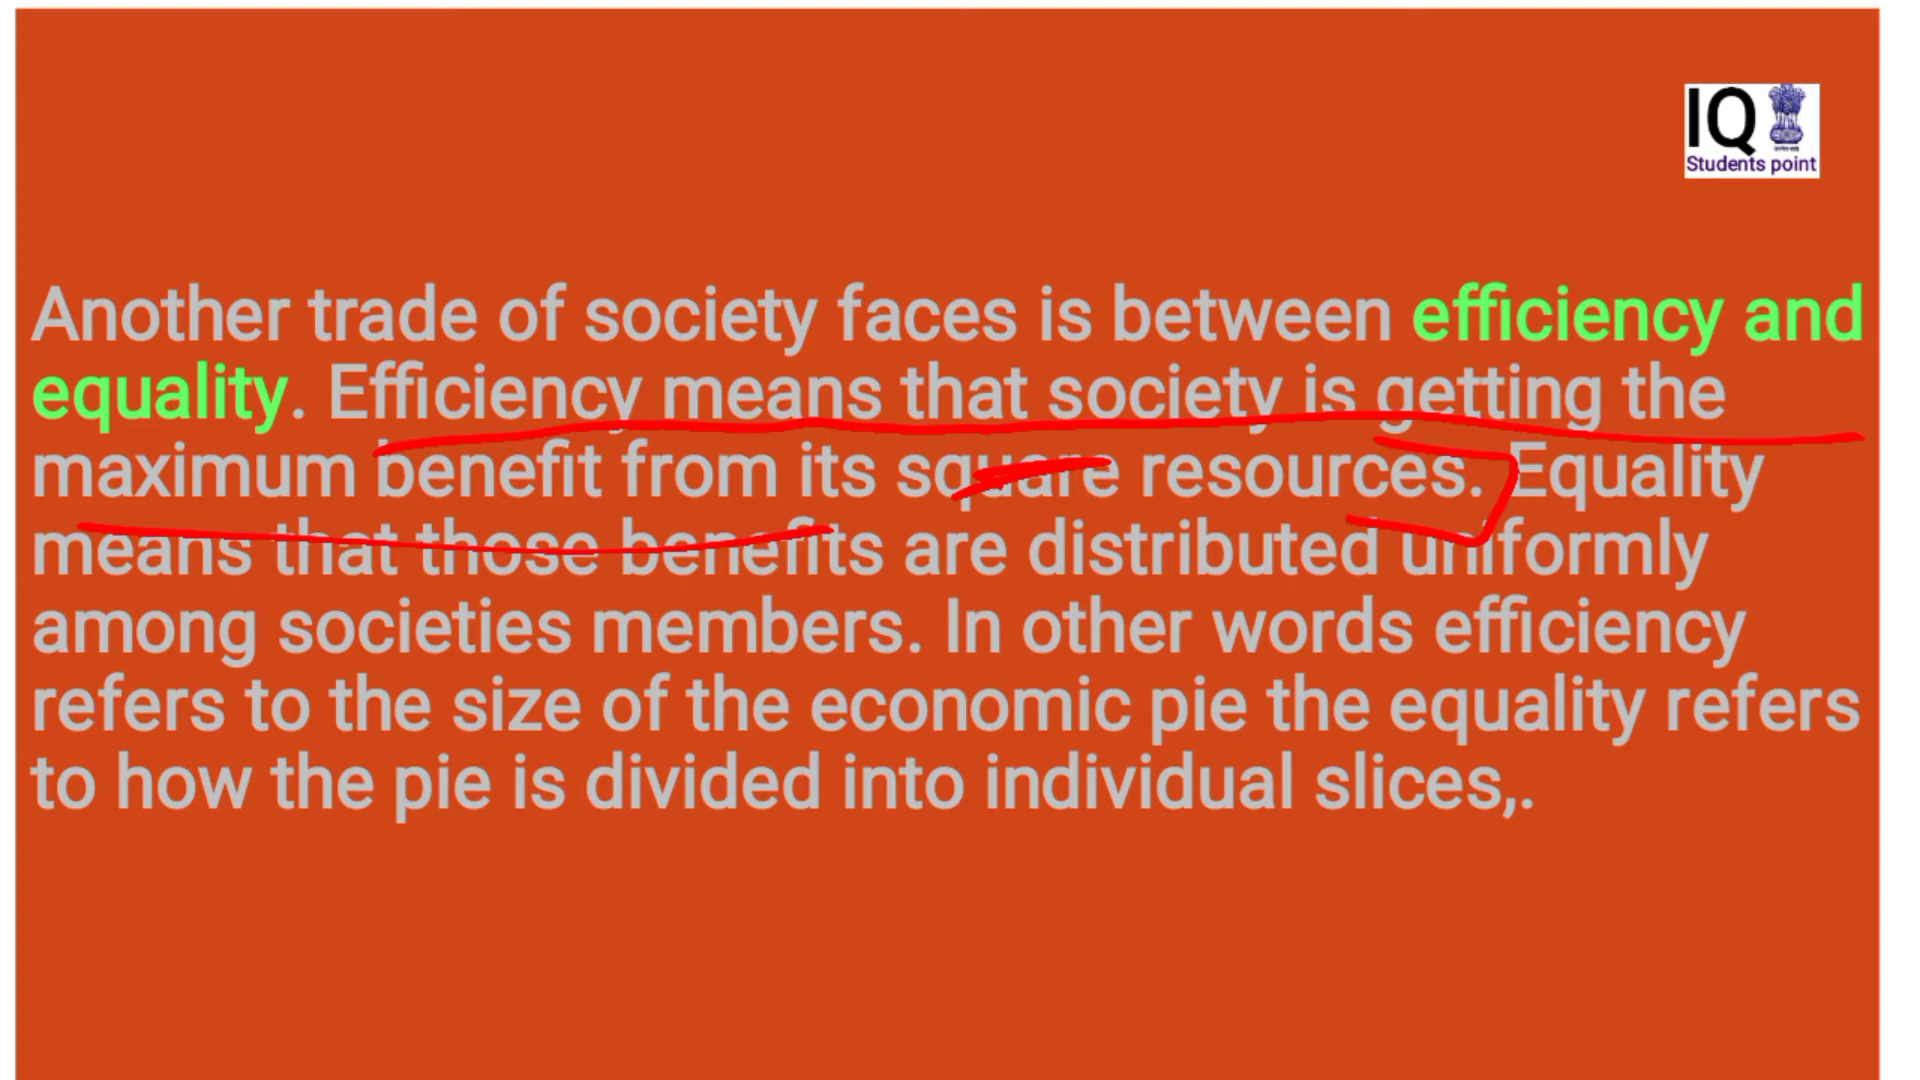 IQ
Students point
Another trade of society faces is between efficiency and
equality. Efficiency means that society is getting the
maximum benefit from its square resources. Equality
means that those benefits are distributed uniformly
among societies members. In other words efficiency
refers to the size of the economic pie the equality refers
to how the pie is divided into individual slices,.